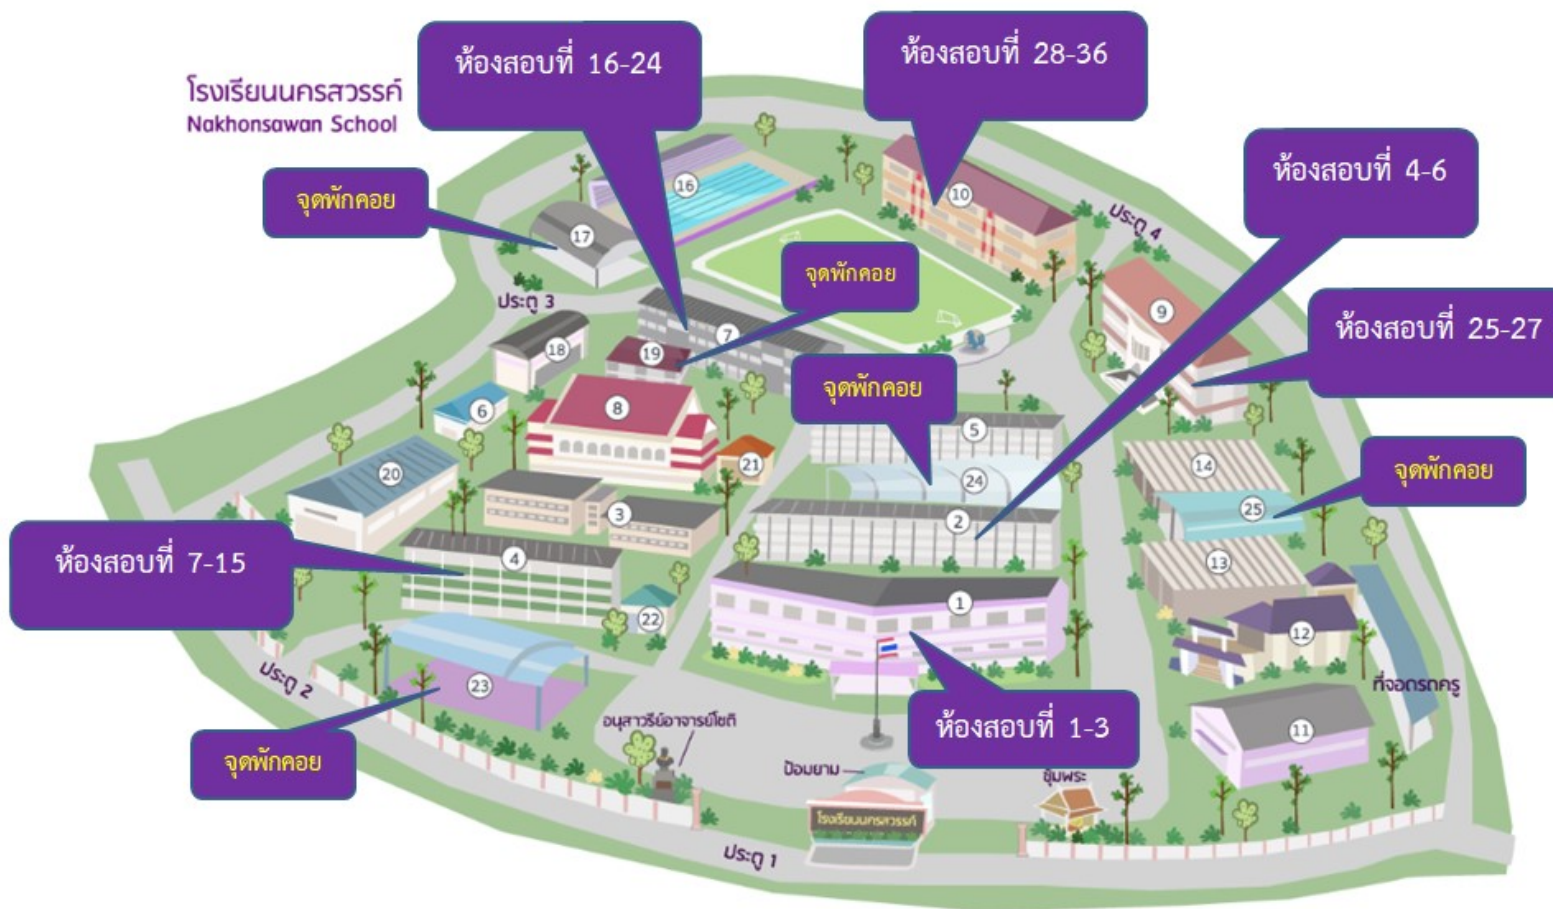 โรงเรียนนครสวรรค์
Nakhonsawan School
ห้องสอบที่ 16-24
ห้องสอบที่ 28-36
ห้องสอบที่ 4-6
จุดพักคอย
16
10
ประตู 4
17
จุดพักคอย
ประตู 3
7
9
ห้องสอบที่ 25-27
18
19
จุดพักคอย
6
8
5
14
จุดพักคอย
20
21
24
25
3
2
ห้องสอบที่ 7-15
4
13
1
22
12
ประตู 2
23
ที่จอดรถครู
อนุสาวรีย์อาจารย์โชติ
ห้องสอบที่ 1-3
11
จุดพักคอย
ป้อมยาม
ซุ้มพระ
โรงเรียนนครสวรรค์
ประตู 1